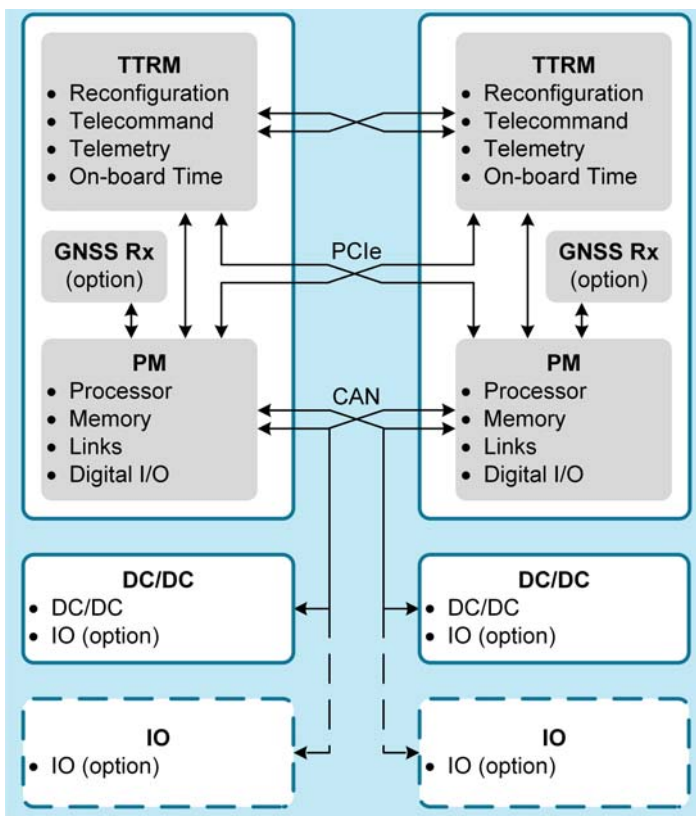 TTRM
• Reconfiguration
• Telecommand
• Telemetry
• On-board Time
GNSS Rx
(option)
PM
• Processor
• Memory
• Links
• Digital I/O
PCIe
CAN
TTRM
• Reconfiguration
• Telecommand
• Telemetry
• On-board Time
GNSS Rx
(option)
PM
• Processor
• Memory
• Links
• Digital I/O
DC/DC
• DC/DC
• IO (option)
DC/DC
• DC/DC
• IO (option)
IO
• IO (option)
IO
• IO (option)